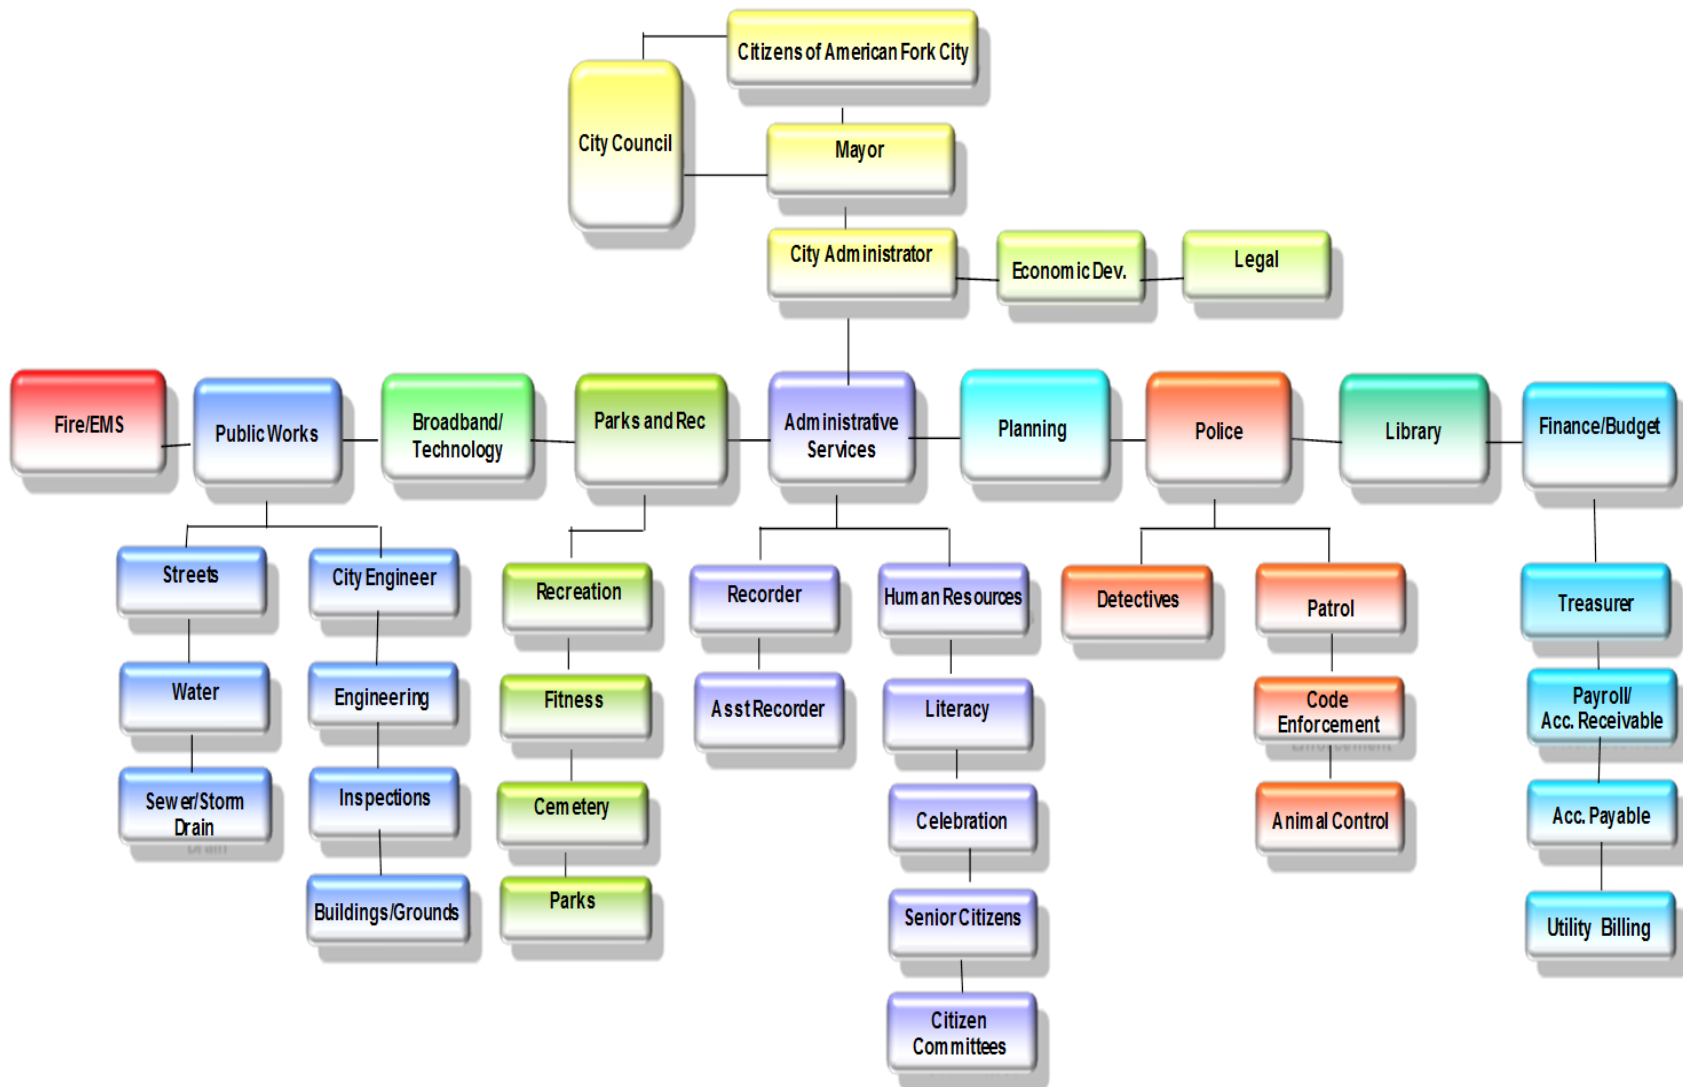 Citizens of American Fork City
City Council
Mayor
City Administrator
Economic Dev.
Legal
Fire/EMS
Public Works
Broadband/
Technology
Parks and Rec
Administrative
Services
Planning
Police
Library
Finance/Budget
Streets
City Engineer
Recreation
Recorder
Human Resources
Detectives
Patrol
Treasurer
Water
Engineering
Fitness
Asst Recorder
Literacy
Code
Enforcement
Payroll/
Acc. Receivable
Sewer/Storm
Drain
Inspections
Cemetery
Celebration
Animal Control
Acc. Payable
Buildings/Grounds
Parks
Senior Citizens
Utility Billing
Citizen
Committees